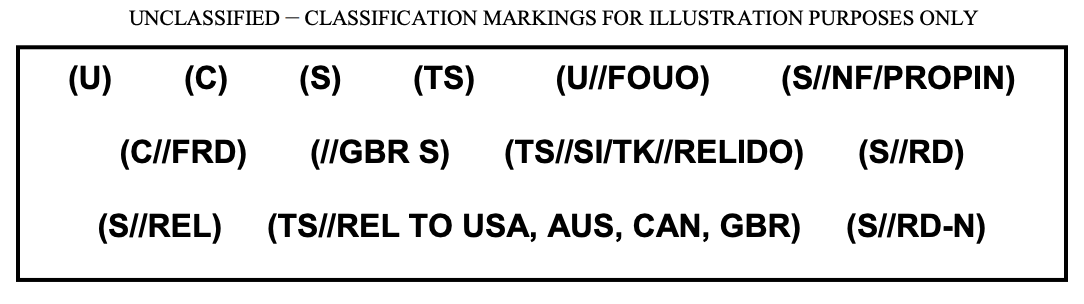 UNCLASSIFIED – CLASSIFICATION MARKINGS FOR ILLUSTRATION PURPOSES ONLY
(U) (C) (S) (TS) (U//FOUO) (S//NF/PROPIN)
(C//FRD) (//GBR S) (TS//SI/TK//RELIDO) (S//RD)
(S//REL) (TS//REL TO USA, AUS, CAN, GBR) (S//RD-N)